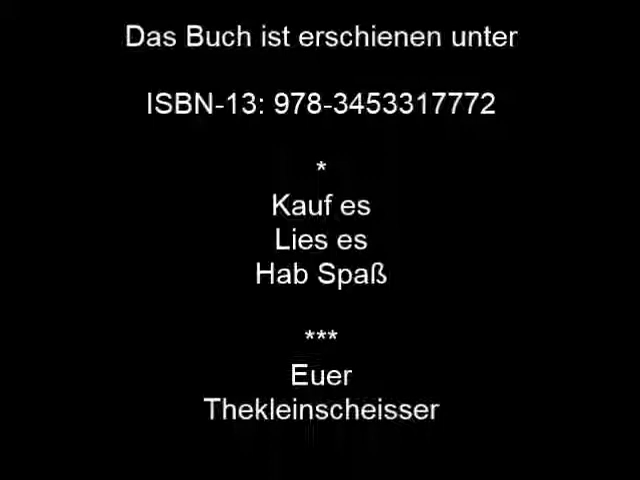 Das Buch ist erschienen unter
ISBN-13: 978-3453317772
*
Kauf es
Lies es
Hab Spaß
***
Euer
Thekleinscheisser